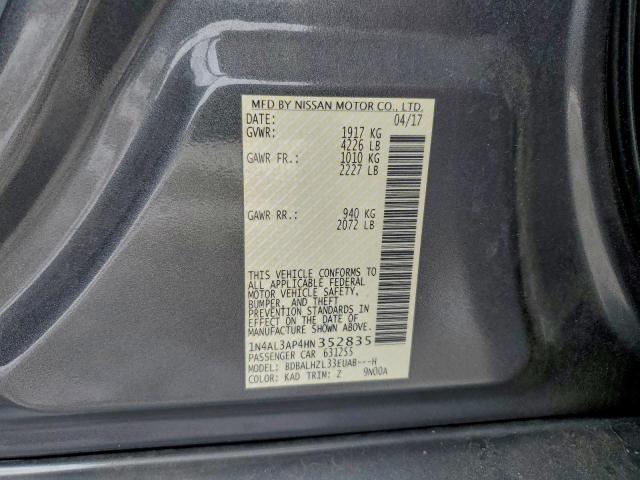 MFD BY NISSAN MOTOR CO., LTD.
DATE: 04/17
GVWR: 1917 KG
4226 LB
GAWR FR.: 1010 KG
2227 LB
GAWR RR.: 940 KG
2072 LB
THIS VEHICLE CONFORMS TO
ALL APPLICABLE FEDERAL
MOTOR VEHICLE SAFETY,
BUMPER, AND THEFT
PREVENTION STANDARDS IN
EFFECT ON THE DATE OF
MANUFACTURE SHOWN ABOVE.
1N4AL3AP4HN352835
PASSENGER CAR 631255
MODEL: BDBALHZL33EUAB---H
COLOR: KAD TRIM: Z 9N00A